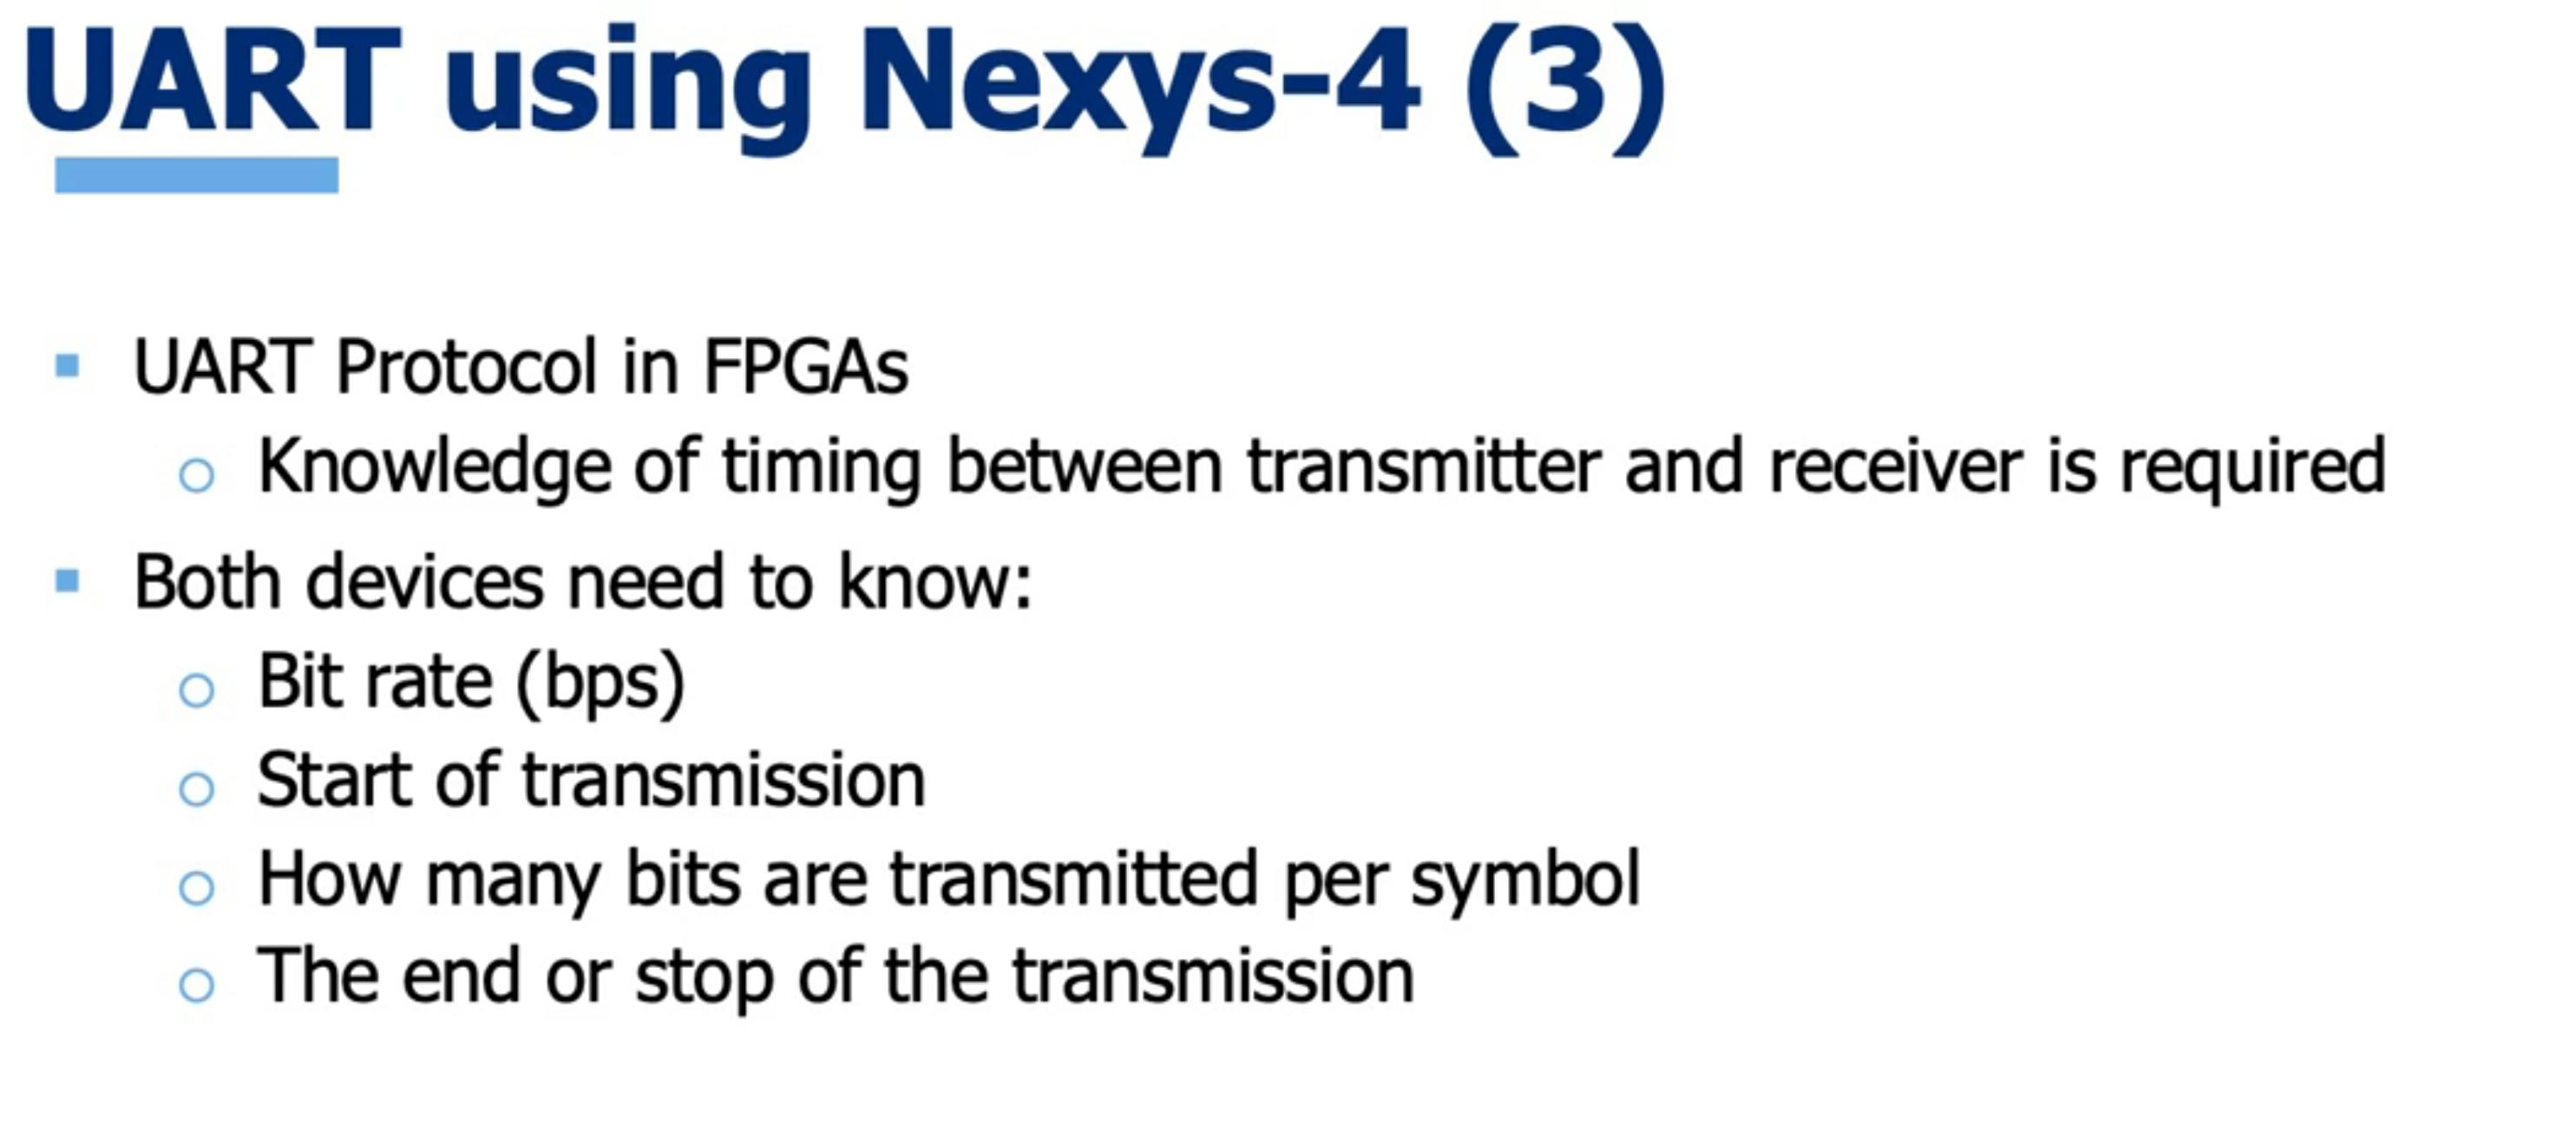 UART using Nexys-4 (3)
UART Protocol in FPGAs
Knowledge of timing between transmitter and receiver is required
Both devices need to know:
Bit rate (bps)
Start of transmission
How many bits are transmitted per symbol
The end or stop of the transmission